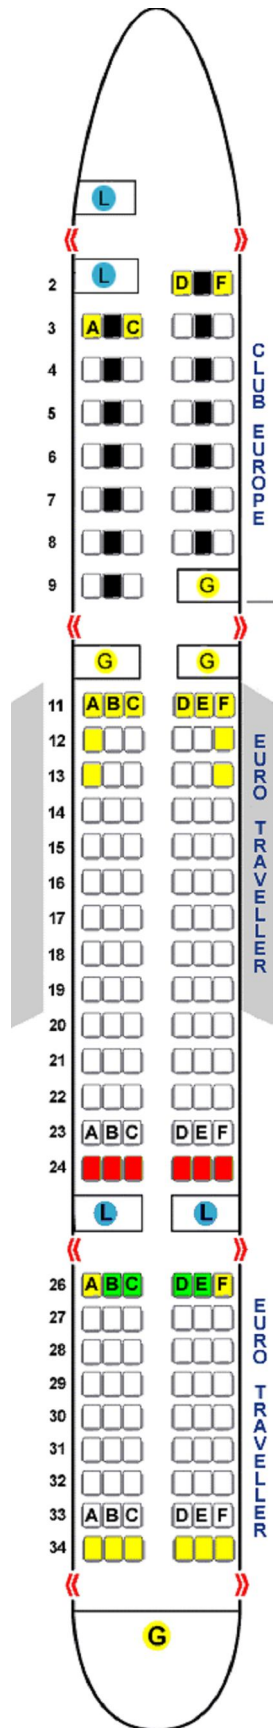 L
L
2 D F
3 A C
4
5
6
7
8
9 G
CLUB EUROPE
G G
11 A B C D E F
12
13
14
15
16
17
18
19
20
21
22
23 A B C D E F
24
EURO TRAVELLER
L L
26 A B C D E F
27
28
29
30
31
32
33 A B C D E F
34
EURO TRAVELLER
G